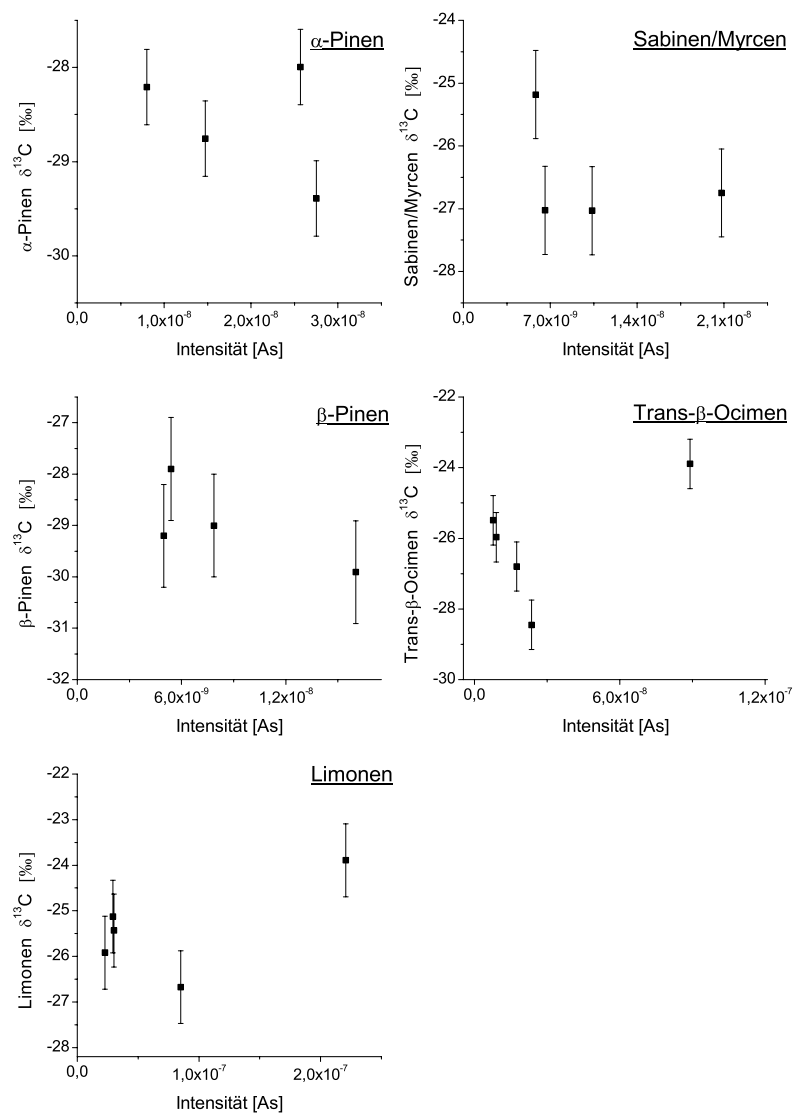 α-Pinen
-28
-29
-30
α-Pinen δ¹³C [‰]
0,0 1,0x10⁻⁸ 2,0x10⁻⁸ 3,0x10⁻⁸
Intensität [As]
Sabinen/Myrcen
-24
-25
-26
-27
-28
Sabinen/Myrcen δ¹³C [‰]
0,0 7,0x10⁻⁹ 1,4x10⁻⁸ 2,1x10⁻⁸
Intensität [As]
β-Pinen
-27
-28
-29
-30
-31
-32
β-Pinen δ¹³C [‰]
0,0 6,0x10⁻⁹ 1,2x10⁻⁸
Intensität [As]
Trans-β-Ocimen
-22
-24
-26
-28
-30
Trans-β-Ocimen δ¹³C [‰]
0,0 6,0x10⁻⁸ 1,2x10⁻⁷
Intensität [As]
Limonen
-22
-23
-24
-25
-26
-27
-28
Limonen δ¹³C [‰]
0,0 1,0x10⁻⁷ 2,0x10⁻⁷
Intensität [As]